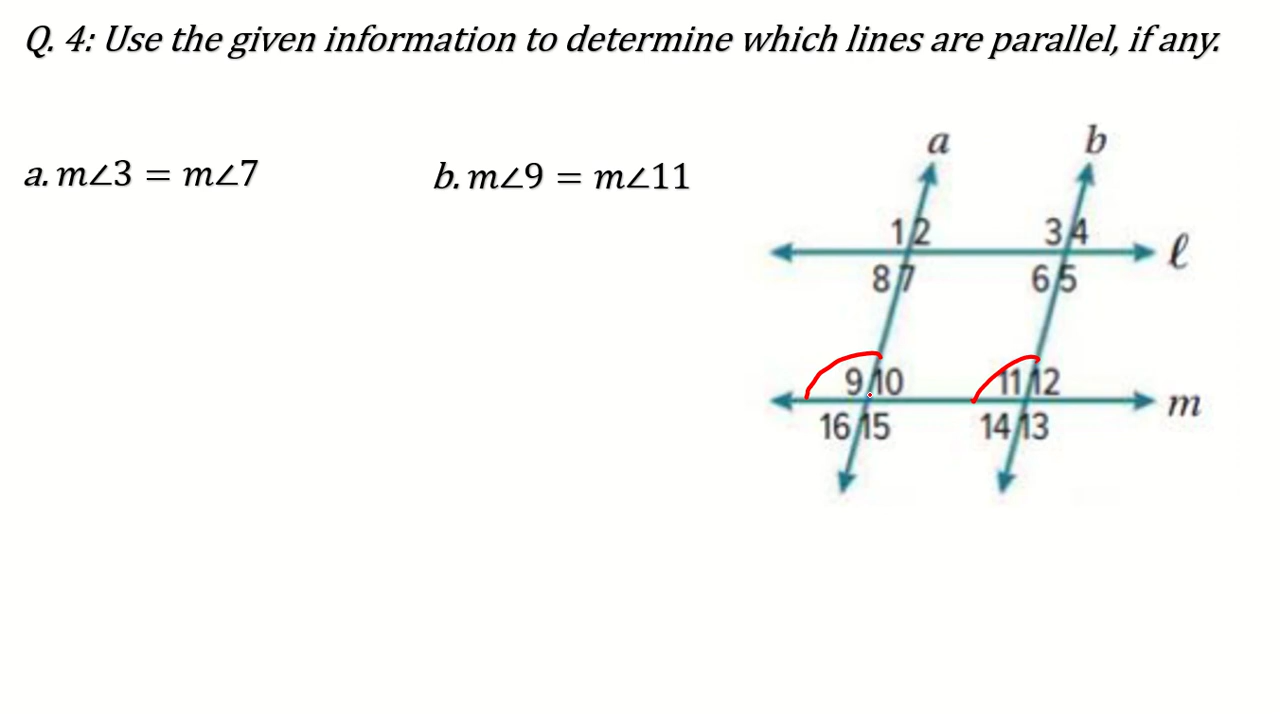 Q. 4: Use the given information to determine which lines are parallel, if any.
a. m∠3 = m∠7
b. m∠9 = m∠11
a b
1 2 3 4
ℓ
8 7 6 5
9 10 11 12
m
16 15 14 13